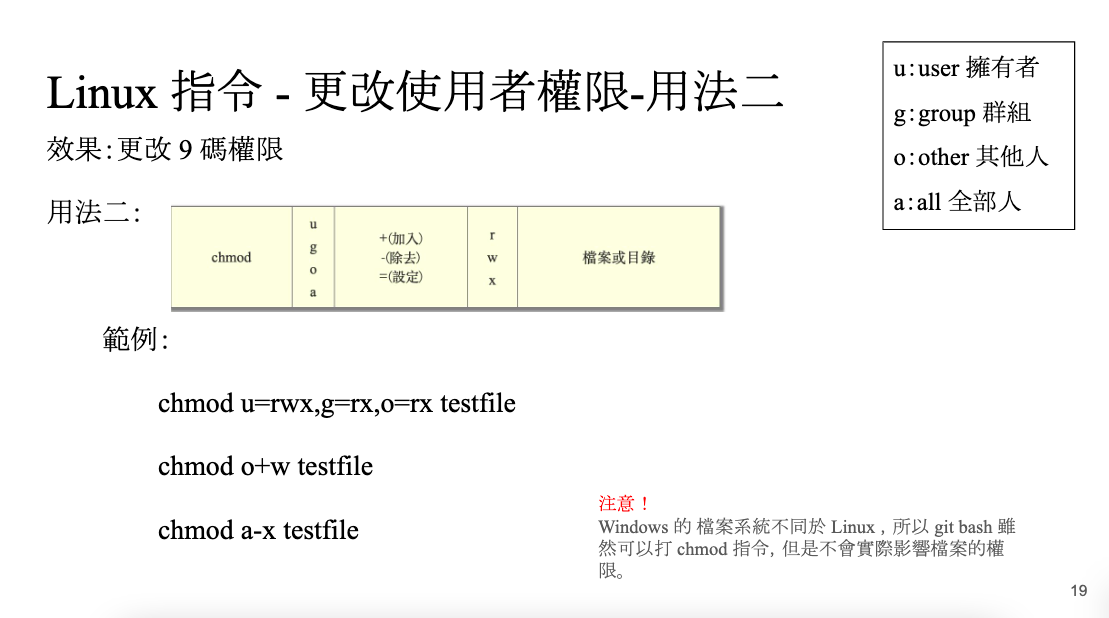 Linux 指令 - 更改使用者權限-用法二
效果：更改 9 碼權限
u：user 擁有者
g：group 群組
o：other 其他人
a：all 全部人
用法二：
chmod
u
g
o
a
+(加入)
-(除去)
=(設定)
r
w
x
檔案或目錄
範例：
chmod u=rwx,g=rx,o=rx testfile
chmod o+w testfile
chmod a-x testfile
注意！
Windows 的 檔案系統不同於 Linux，所以 git bash 雖
然可以打 chmod 指令，但是不會實際影響檔案的權
限。
19